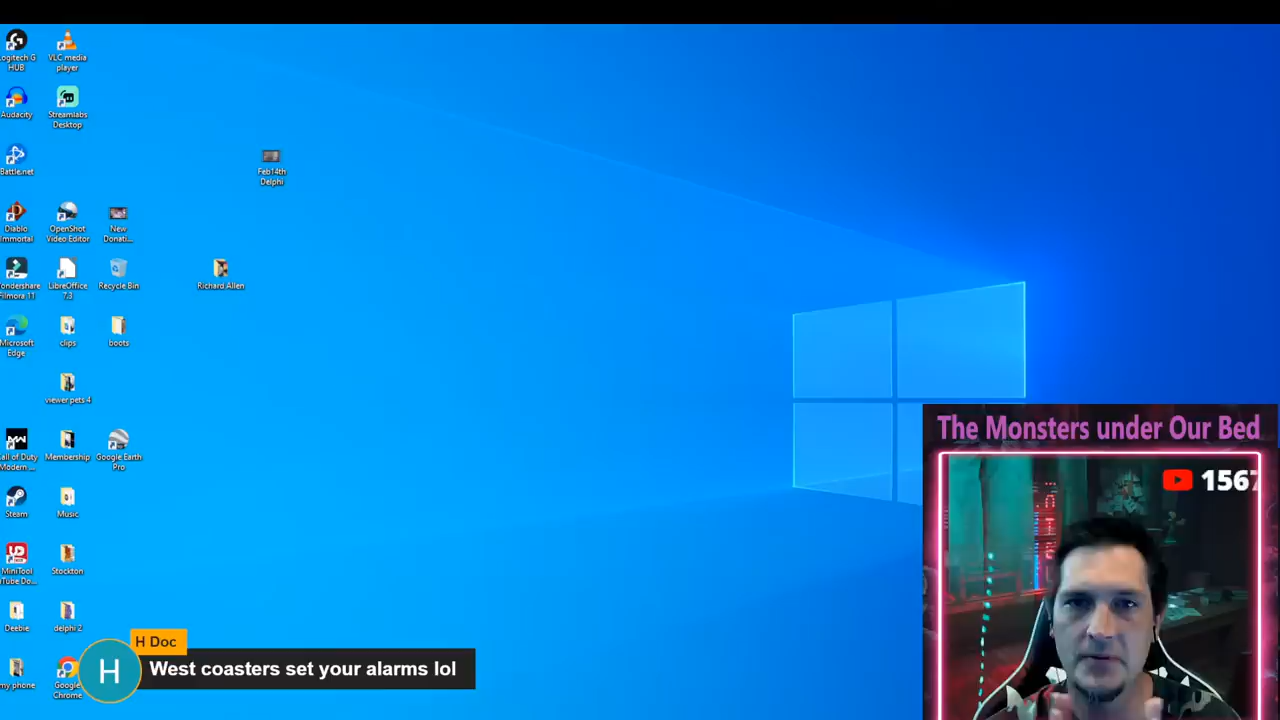 Logitech G
HUB
VLC media
player
Audacity
Streamlabs
Desktop
Battle.net
Feb14th
Delphi
Diablo
Immortal
OpenShot
Video Editor
New
Donati...
Wondershare
Filmora 11
LibreOffice
7.3
Recycle Bin
Richard Allen
Microsoft
Edge
clips
boots
viewer pets 4
Call of Duty
Modern ...
Membership
Google Earth
Pro
Steam
Music
MiniTool
uTube Do...
Stockton
Deebie
delphi 2
my phone
Google
Chrome
H Doc
H
West coasters set your alarms lol
The Monsters under Our Bed
1567